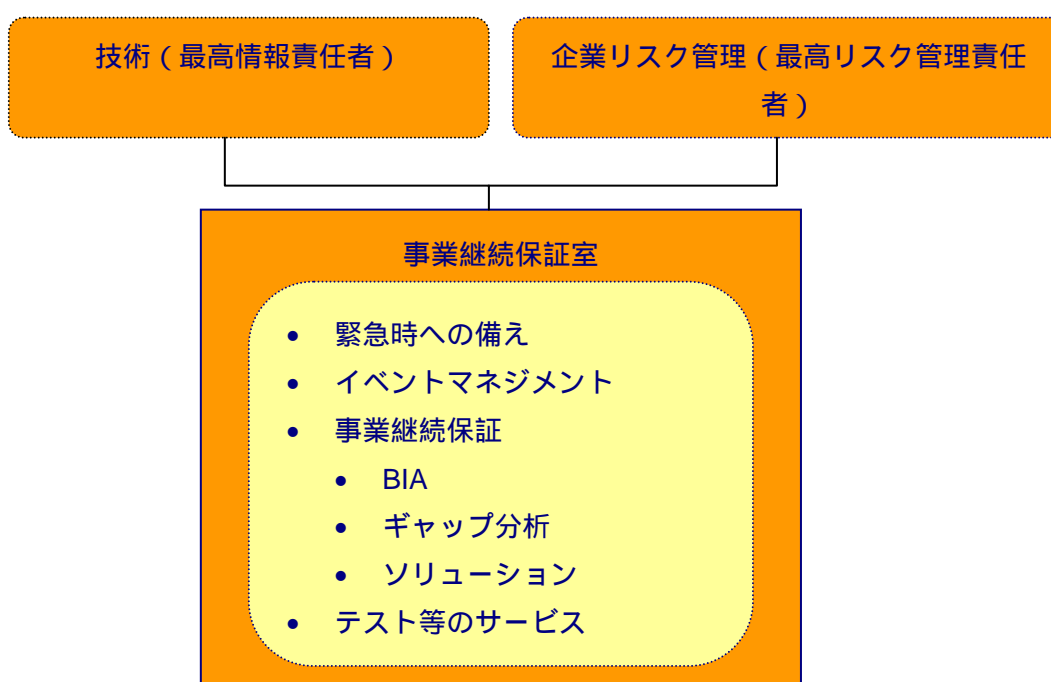 技術（最高情報責任者）
企業リスク管理（最高リスク管理責任
者）
事業継続保証室
• 緊急時への備え
• イベントマネジメント
• 事業継続保証
• BIA
• ギャップ分析
• ソリューション
• テスト等のサービス